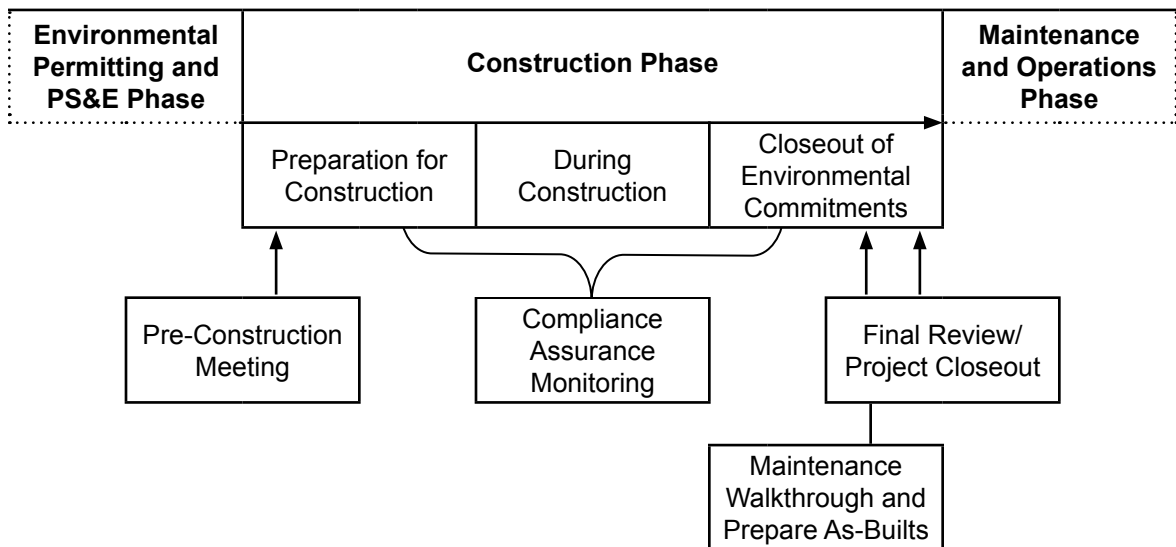 Environmental
Permitting and
PS&E Phase
Construction Phase
Maintenance
and Operations
Phase
Preparation for
Construction
During
Construction
Closeout of
Environmental
Commitments
Pre-Construction
Meeting
Compliance
Assurance
Monitoring
Final Review/
Project Closeout
Maintenance
Walkthrough and
Prepare As-Builts